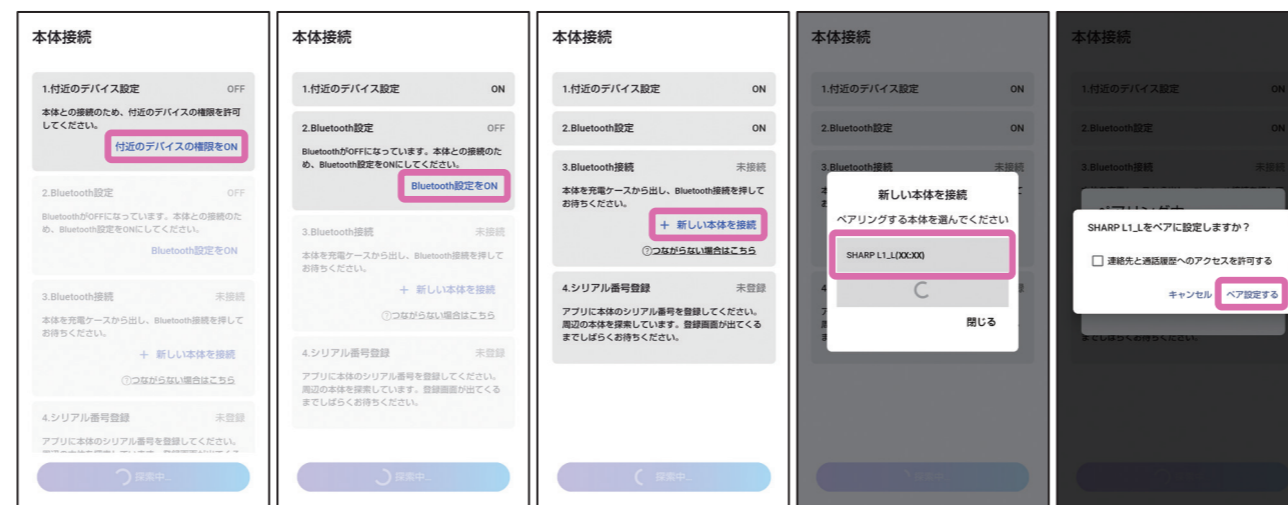 本体接続
1.付近のデバイス設定 OFF
本体との接続のため、付近のデバイスの権限を許可
してください。
付近のデバイスの権限をON
2.Bluetooth設定 OFF
BluetoothがOFFになっています。本体との接続のた
め、Bluetooth設定をONにしてください。
Bluetooth設定をON
3.Bluetooth接続 未接続
本体を充電ケースから出し、Bluetooth接続を押して
お待ちください。
+ 新しい本体を接続
?つながらない場合はこちら
4.シリアル番号登録 未登録
アプリに本体のシリアル番号を登録してください。
探索中...
本体接続
1.付近のデバイス設定 ON
2.Bluetooth設定 OFF
BluetoothがOFFになっています。本体との接続のた
め、Bluetooth設定をONにしてください。
Bluetooth設定をON
3.Bluetooth接続 未接続
本体を充電ケースから出し、Bluetooth接続を押して
お待ちください。
+ 新しい本体を接続
?つながらない場合はこちら
4.シリアル番号登録 未登録
アプリに本体のシリアル番号を登録してください。
周辺の本体を探索しています。登録画面が出てくる
までしばらくお待ちください。
探索中...
本体接続
1.付近のデバイス設定 ON
2.Bluetooth設定 ON
3.Bluetooth接続 未接続
本体を充電ケースから出し、Bluetooth接続を押して
お待ちください。
+ 新しい本体を接続
?つながらない場合はこちら
4.シリアル番号登録 未登録
アプリに本体のシリアル番号を登録してください。
周辺の本体を探索しています。登録画面が出てくる
までしばらくお待ちください。
探索中...
本体接続
1.付近のデバイス設定 ON
2.Bluetooth設定 ON
3.Bluetooth接続 未接続
新しい本体を接続
ペアリングする本体を選んでください
SHARP L1_L(XX:XX)
閉じる
本体接続
1.付近のデバイス設定 ON
2.Bluetooth設定 ON
3.Bluetooth接続 未接続
SHARP L1_Lをペアに設定しますか?
連絡先と通話履歴へのアクセスを許可する
キャンセル ペア設定する
までしばらくお待ちください。